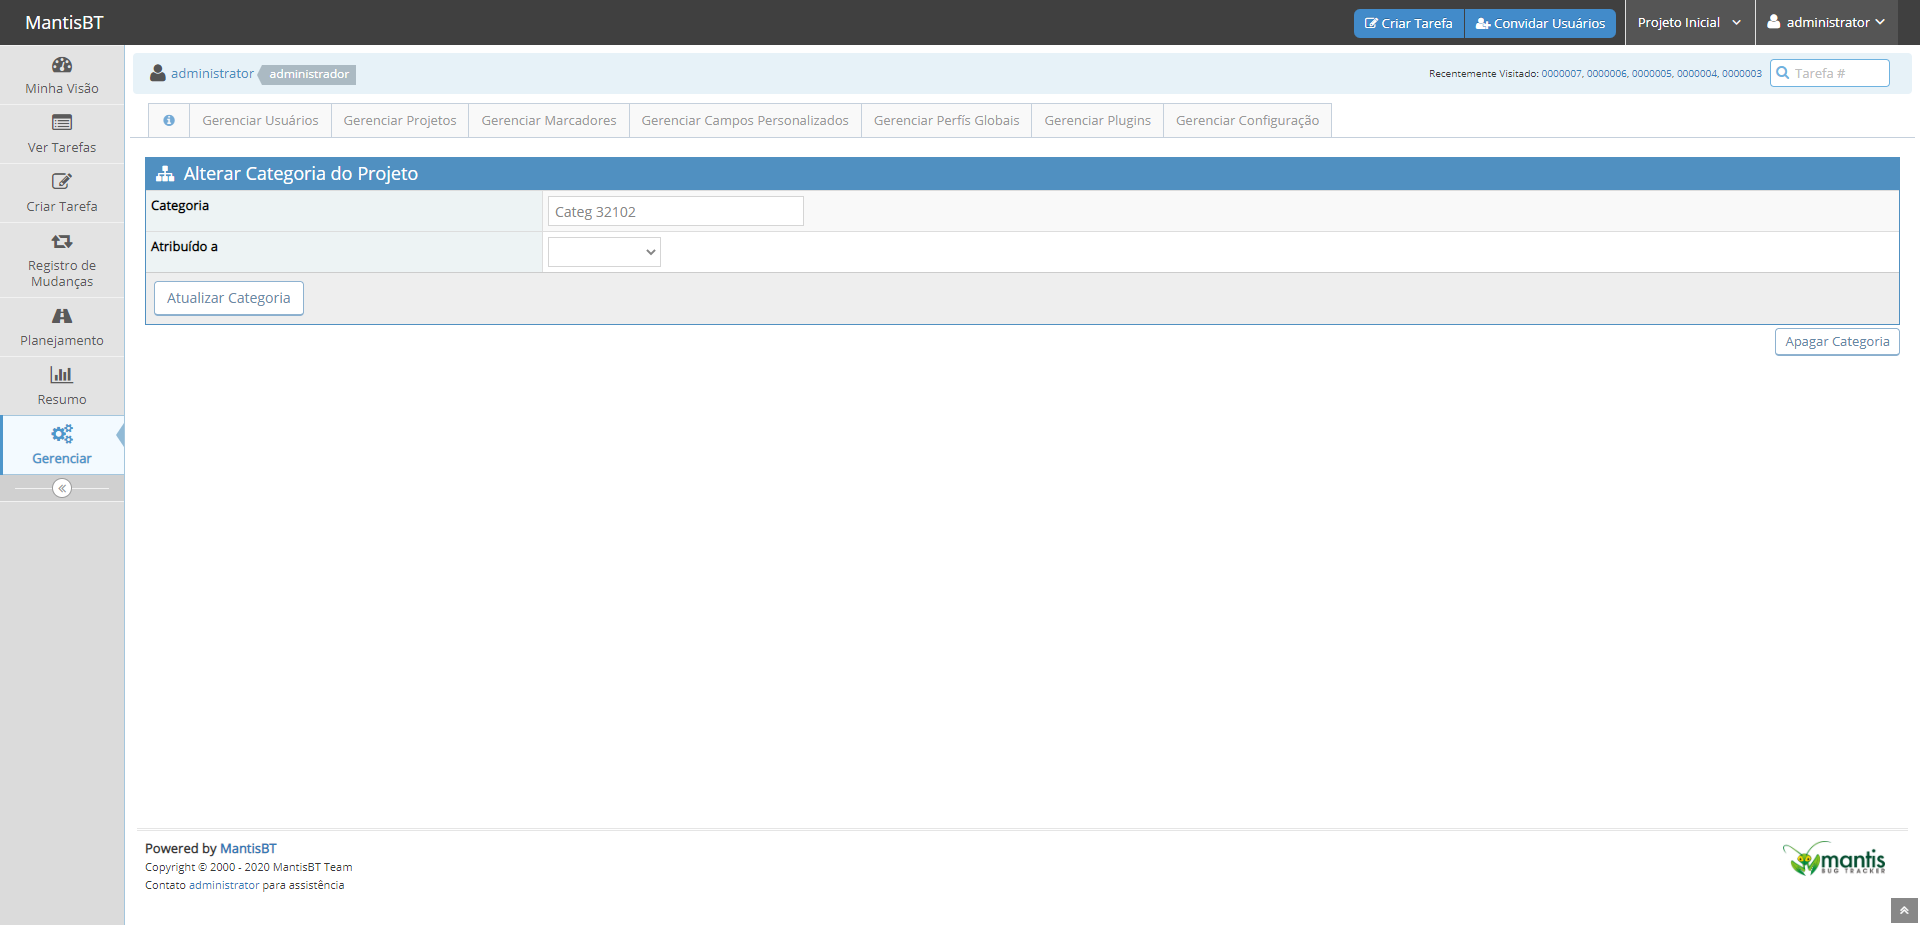 MantisBT
Criar Tarefa
Convidar Usuários
Projeto Inicial
administrator
Minha Visão
Ver Tarefas
Criar Tarefa
Registro de
Mudanças
Planejamento
Resumo
Gerenciar
administrator administrador
Recentemente Visitado: 0000007, 0000006, 0000005, 0000004, 0000003
Tarefa #
Gerenciar Usuários
Gerenciar Projetos
Gerenciar Marcadores
Gerenciar Campos Personalizados
Gerenciar Perfís Globais
Gerenciar Plugins
Gerenciar Configuração
Alterar Categoria do Projeto
Categoria
Categ 32102
Atribuído a
Atualizar Categoria
Apagar Categoria
Powered by MantisBT
Copyright © 2000 - 2020 MantisBT Team
Contato administrator para assistência
mantis
BUG TRACKER